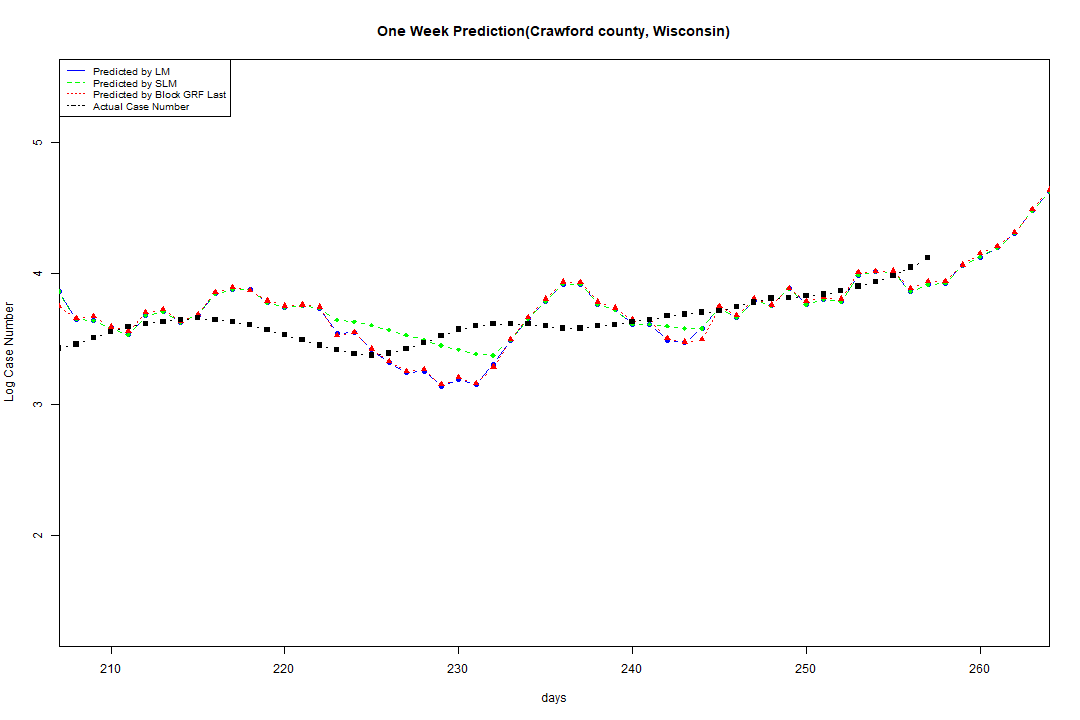 One Week Prediction(Crawford county, Wisconsin)
Predicted by LM
Predicted by SLM
Predicted by Block GRF Last
Actual Case Number
5
4
3
2
Log Case Number
210 220 230 240 250 260
days